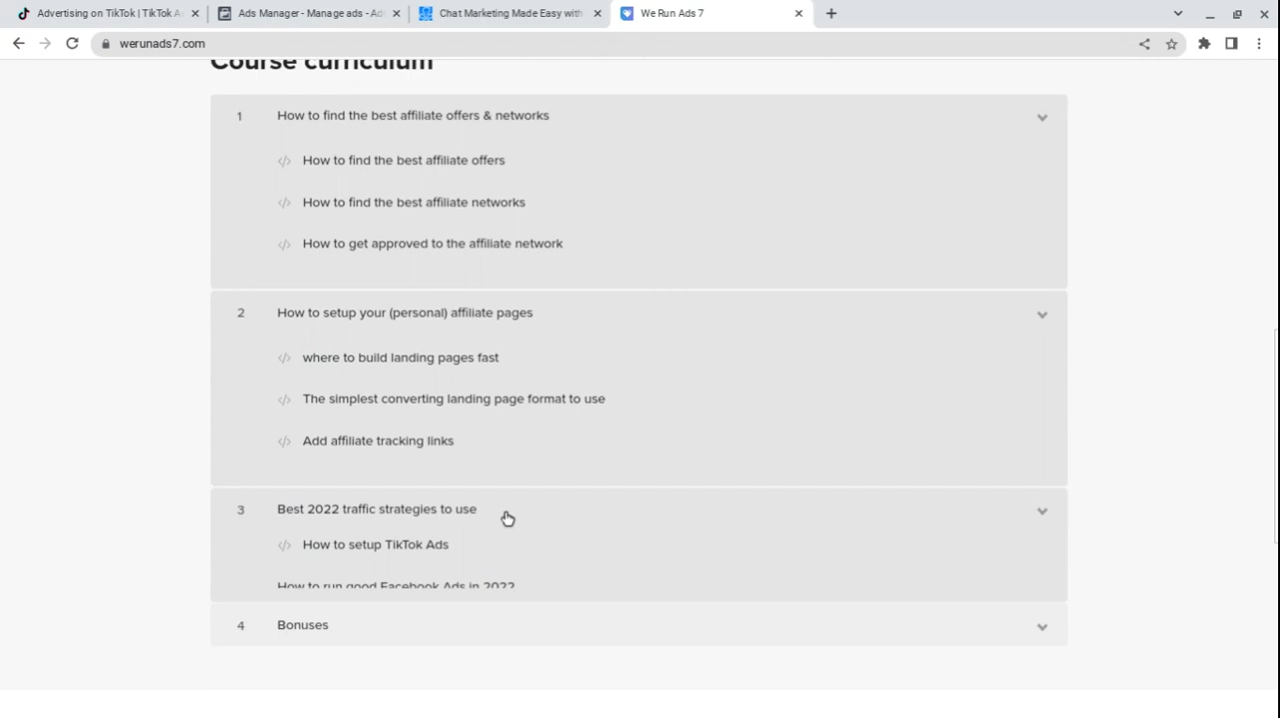 Advertising on TikTok | TikTok A
Ads Manager - Manage ads - Ad
Chat Marketing Made Easy with
We Run Ads 7
werunads7.com
Course curriculum
1 How to find the best affiliate offers & networks
</> How to find the best affiliate offers
</> How to find the best affiliate networks
</> How to get approved to the affiliate network
2 How to setup your (personal) affiliate pages
</> where to build landing pages fast
</> The simplest converting landing page format to use
</> Add affiliate tracking links
3 Best 2022 traffic strategies to use
</> How to setup TikTok Ads
How to run good Facebook Ads in 2022
4 Bonuses